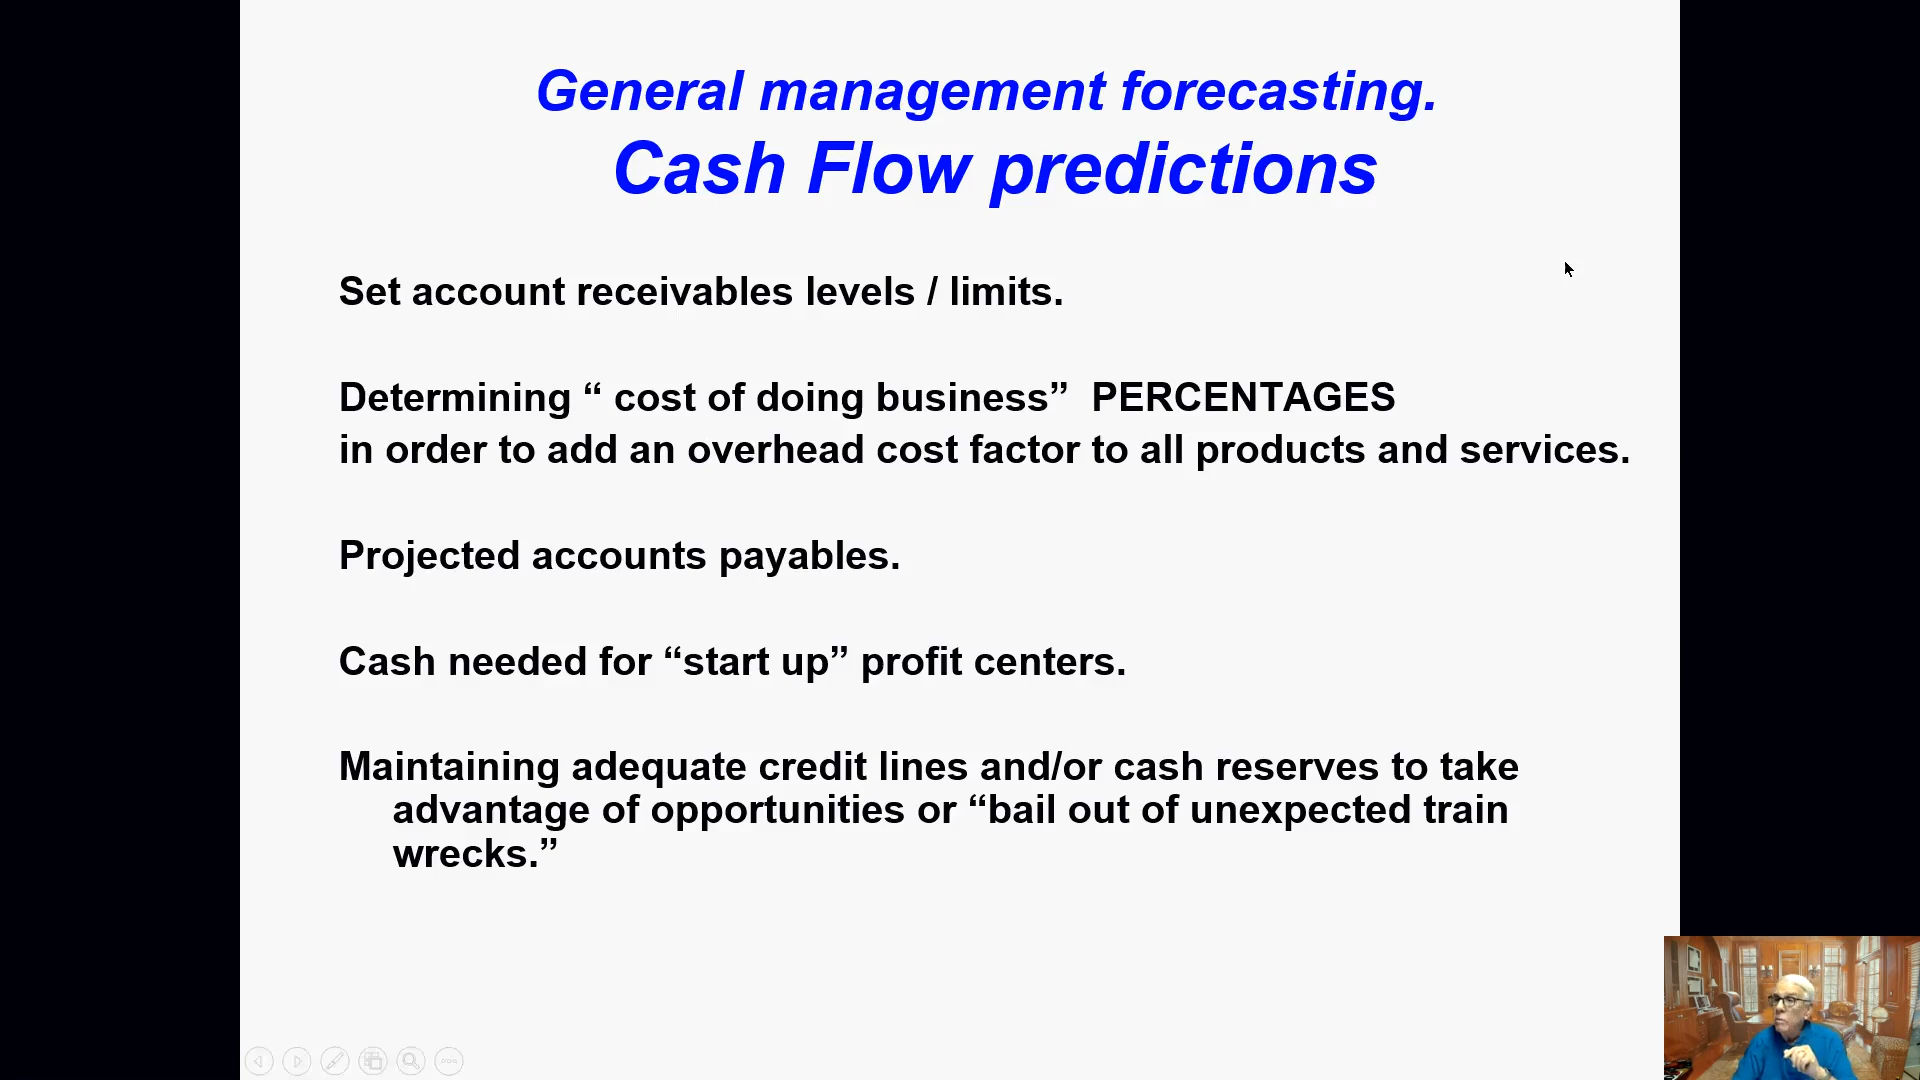 General management forecasting.
Cash Flow predictions
Set account receivables levels / limits.
Determining “ cost of doing business”  PERCENTAGES
in order to add an overhead cost factor to all products and services.
Projected accounts payables.
Cash needed for “start up” profit centers.
Maintaining adequate credit lines and/or cash reserves to take
advantage of opportunities or “bail out of unexpected train
wrecks.”